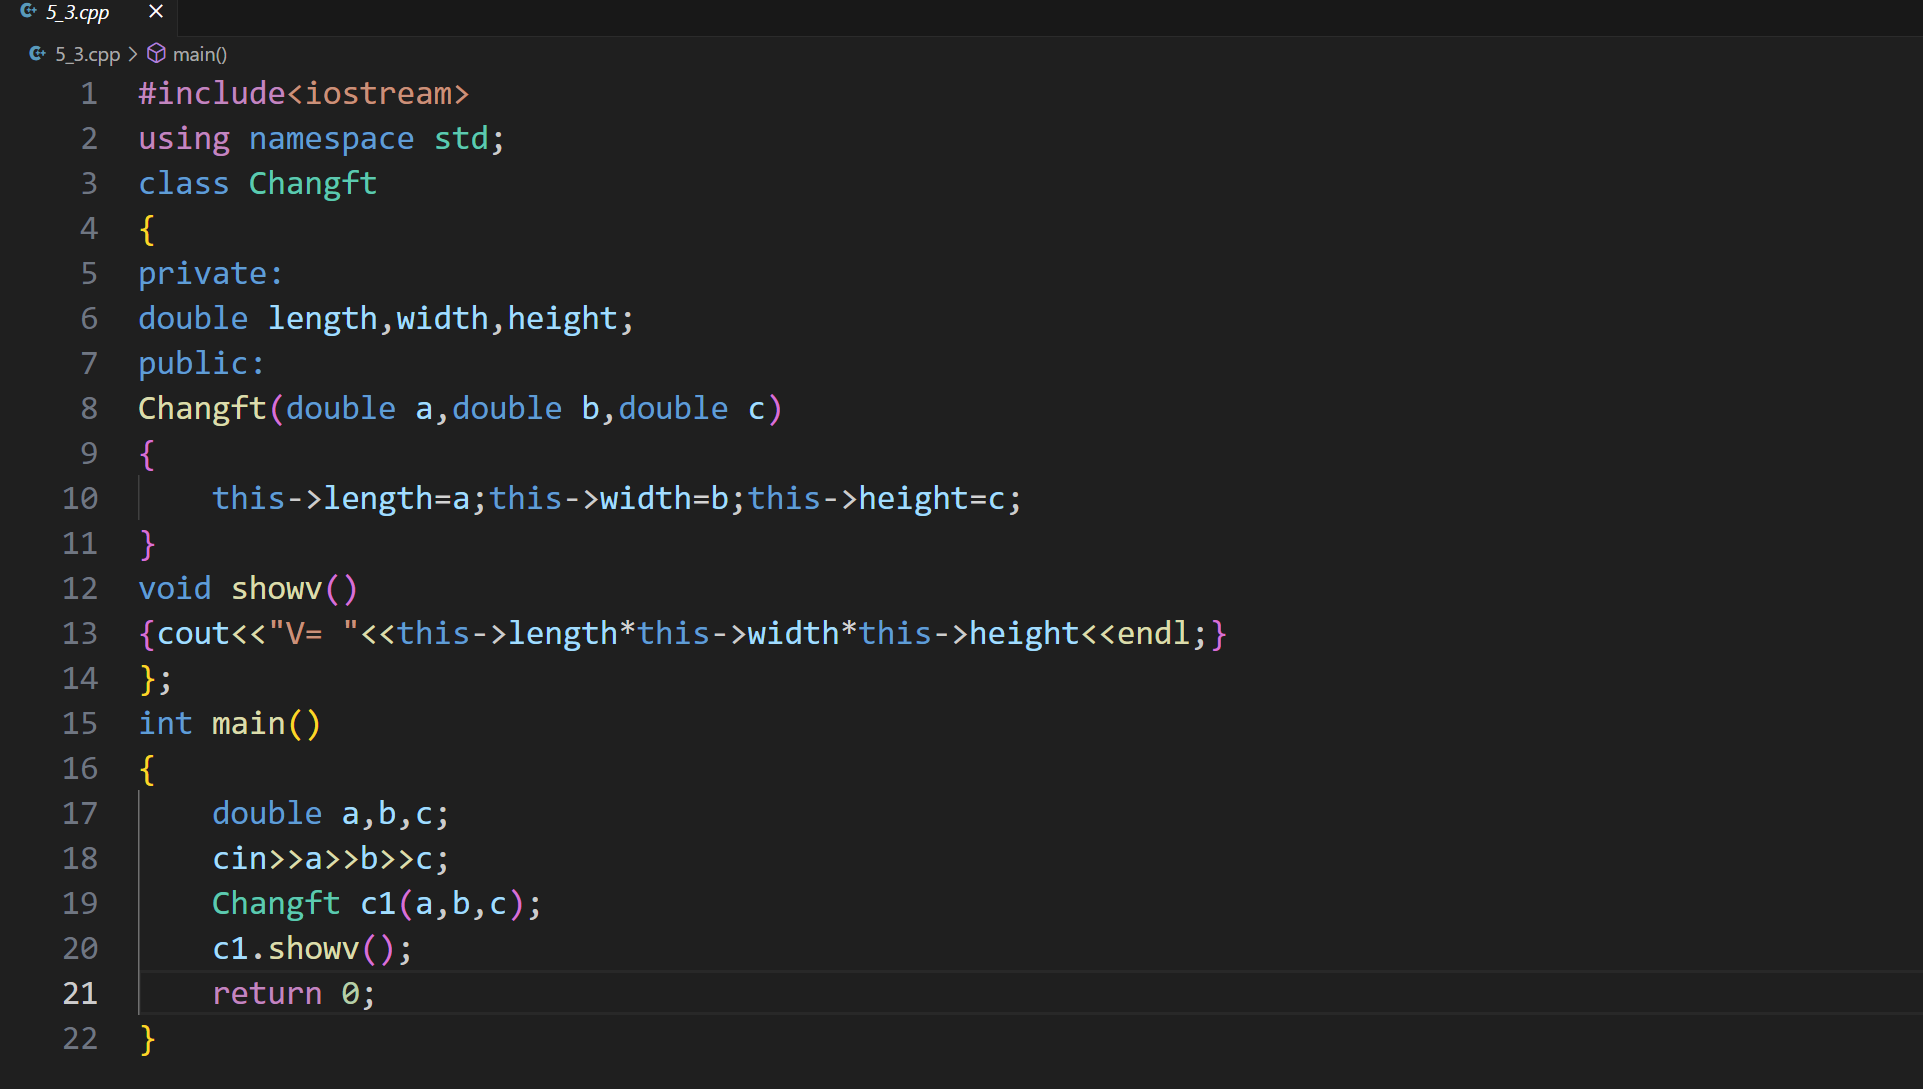 5_3.cpp
5_3.cpp > main()
1 #include<iostream>
2 using namespace std;
3 class Changft
4 {
5 private:
6 double length,width,height;
7 public:
8 Changft(double a,double b,double c)
9 {
10     this->length=a;this->width=b;this->height=c;
11 }
12 void showv()
13 {cout<<"V= "<<this->length*this->width*this->height<<endl;}
14 };
15 int main()
16 {
17     double a,b,c;
18     cin>>a>>b>>c;
19     Changft c1(a,b,c);
20     c1.showv();
21     return 0;
22 }